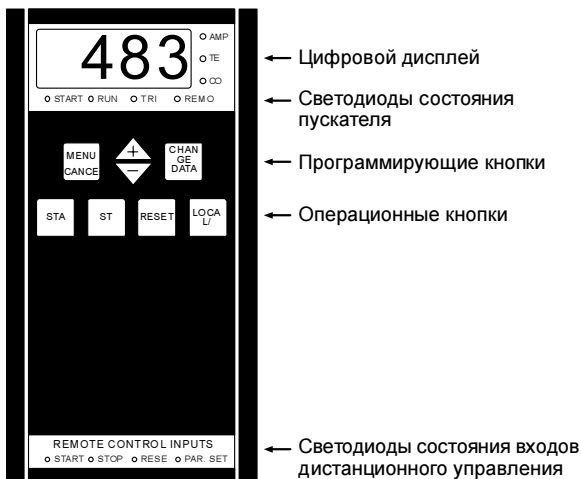 483
AMP
TE
CO
START RUN TRI REMO
Цифровой дисплей
Светодиоды состояния
пускателя
MENU
CANCE
+
−
CHAN
GE
DATA
Программирующие кнопки
STA
ST
RESET
LOCA
L/
Операционные кнопки
REMOTE CONTROL INPUTS
START STOP RESE PAR. SET
Светодиоды состояния входов
дистанционного управления